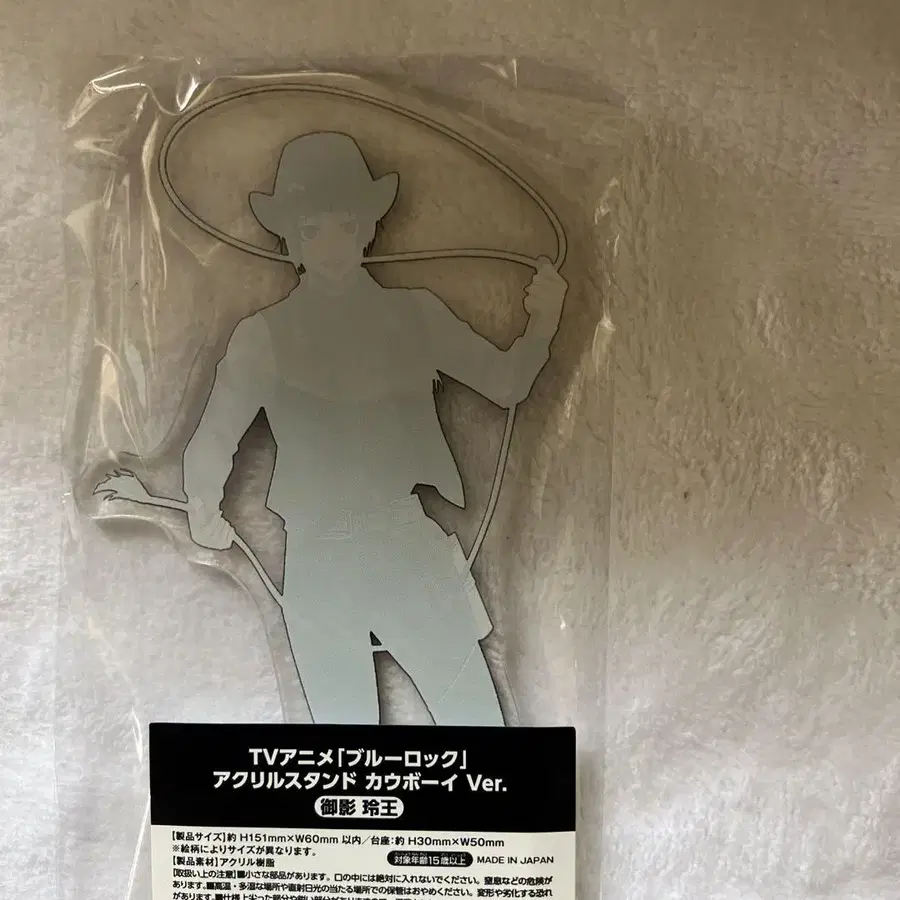 TVアニメ「ブルーロック」
アクリルスタンド カウボーイ Ver.
御影 玲王
【製品サイズ】約 H151mm×W60mm 以内／台座:約 H30mm×W50mm
※絵柄によりサイズが異なります。
【製品素材】アクリル樹脂
対象年齢15歳以上 MADE IN JAPAN
【取扱い上の注意】■小さな部品があります。口の中には絶対に入れないでください。窒息などの危険が
あります。■高温・多湿な場所や直射日光の当たる場所での保管はおやめください。変形や劣化する恐れ
があります。